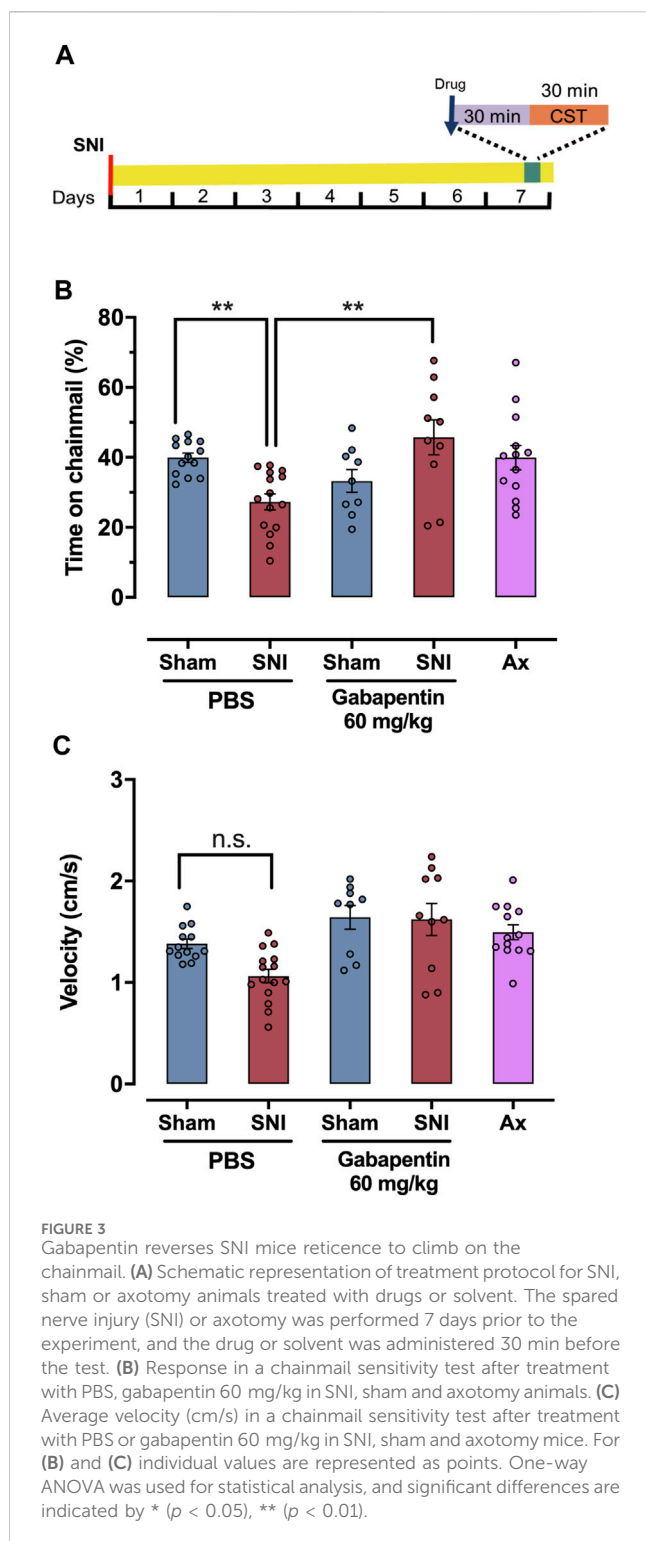 A
Drug
30 min
30 min
CST
SNI
Days
1
2
3
4
5
6
7
B
**
**
80
60
40
20
0
Time on chainmail (%)
Sham
SNI
Sham
SNI
Ax
PBS
Gabapentin
60 mg/kg
C
3
2
1
0
n.s.
Velocity (cm/s)
Sham
SNI
Sham
SNI
Ax
PBS
Gabapentin
60 mg/kg
FIGURE 3
Gabapentin reverses SNI mice reticence to climb on the
chainmail. (A) Schematic representation of treatment protocol for SNI,
sham or axotomy animals treated with drugs or solvent. The spared
nerve injury (SNI) or axotomy was performed 7 days prior to the
experiment, and the drug or solvent was administered 30 min before
the test. (B) Response in a chainmail sensitivity test after treatment
with PBS, gabapentin 60 mg/kg in SNI, sham and axotomy animals. (C)
Average velocity (cm/s) in a chainmail sensitivity test after treatment
with PBS or gabapentin 60 mg/kg in SNI, sham and axotomy mice. For
(B) and (C) individual values are represented as points. One-way
ANOVA was used for statistical analysis, and significant differences are
indicated by * (p < 0.05), ** (p < 0.01).